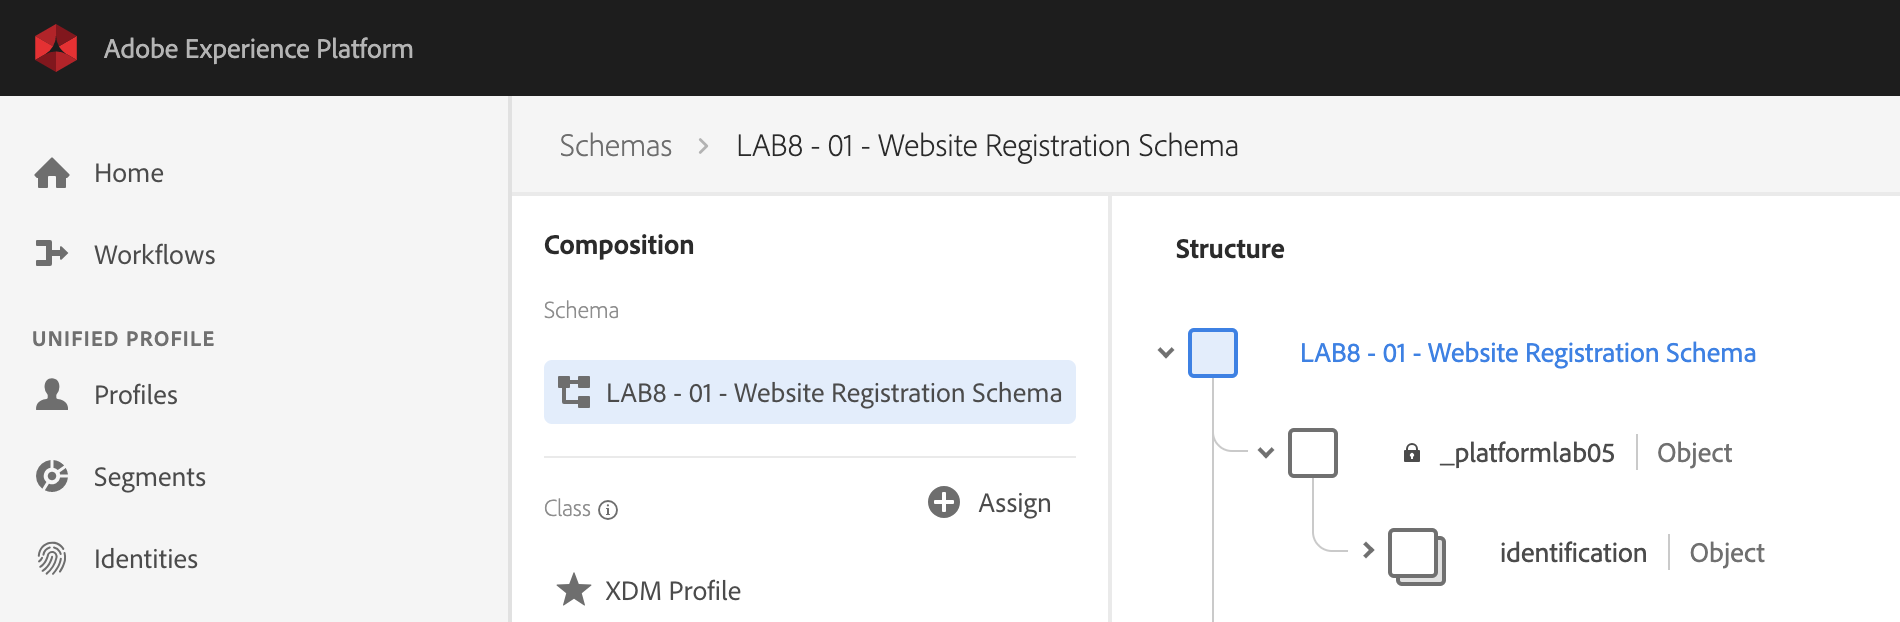 Adobe Experience Platform
Home
Workflows
UNIFIED PROFILE
Profiles
Segments
Identities
Schemas > LAB8 - 01 - Website Registration Schema
Composition
Schema
LAB8 - 01 - Website Registration Schema
Class
Assign
XDM Profile
Structure
LAB8 - 01 - Website Registration Schema
_platformlab05 Object
identification Object